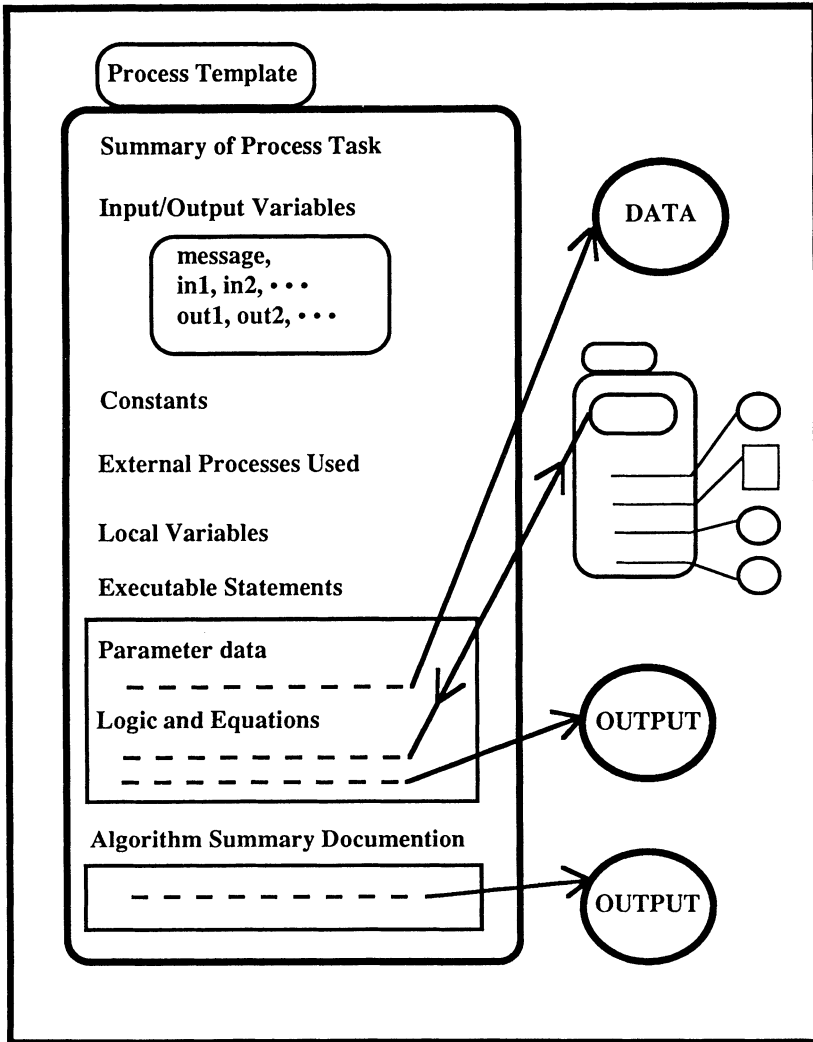 Process Template
Summary of Process Task
Input/Output Variables
message,
in1, in2, • • •
out1, out2, • • •
Constants
External Processes Used
Local Variables
Executable Statements
Parameter data
Logic and Equations
Algorithm Summary Documention
DATA
OUTPUT
OUTPUT